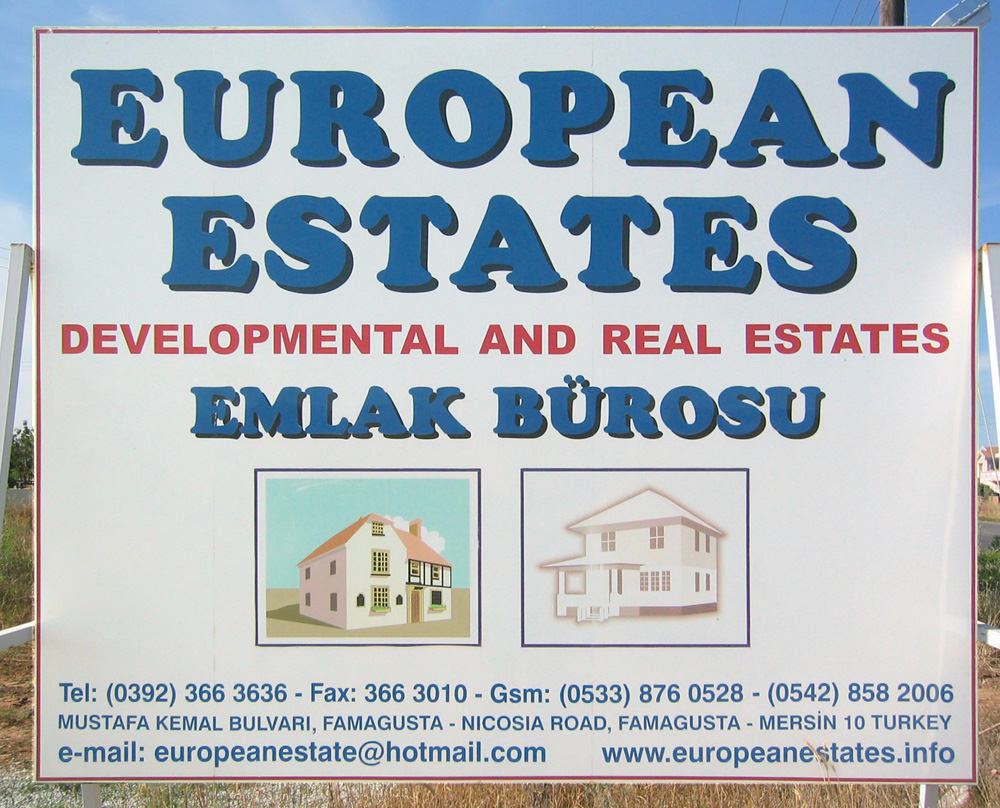 EUROPEAN
ESTATES
DEVELOPMENTAL AND REAL ESTATES
EMLAK BÜROSU
Tel: (0392) 366 3636 - Fax: 366 3010 - Gsm: (0533) 876 0528 - (0542) 858 2006
MUSTAFA KEMAL BULVARI, FAMAGUSTA - NICOSIA ROAD, FAMAGUSTA - MERSİN 10 TURKEY
e-mail: europeanestate@hotmail.com www.europeanestates.info